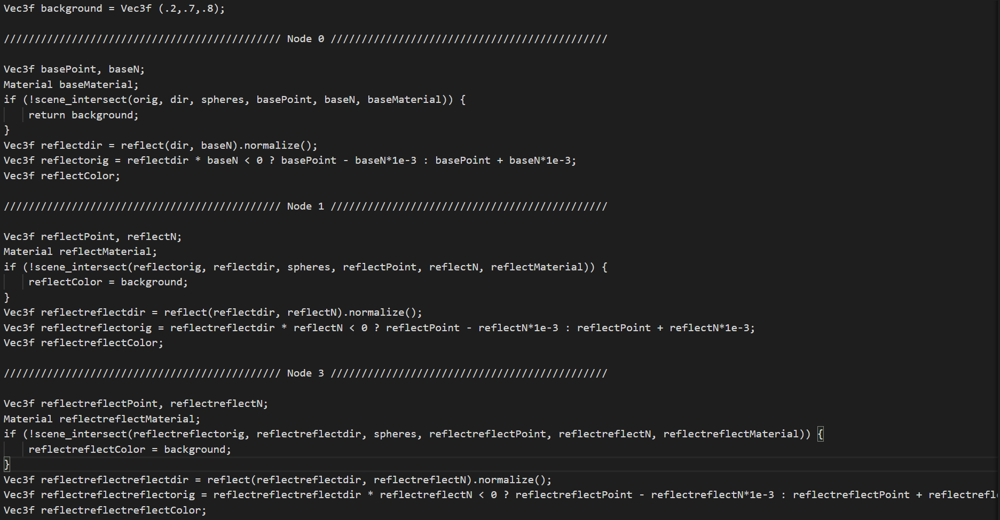 Vec3f background = Vec3f (.2,.7,.8);
///////////////////////////////////////////// Node 0 /////////////////////////////////////////////
Vec3f basePoint, baseN;
Material baseMaterial;
if (!scene_intersect(orig, dir, spheres, basePoint, baseN, baseMaterial)) {
    return background;
}
Vec3f reflectdir = reflect(dir, baseN).normalize();
Vec3f reflectorig = reflectdir * baseN < 0 ? basePoint - baseN*1e-3 : basePoint + baseN*1e-3;
Vec3f reflectColor;
///////////////////////////////////////////// Node 1 /////////////////////////////////////////////
Vec3f reflectPoint, reflectN;
Material reflectMaterial;
if (!scene_intersect(reflectorig, reflectdir, spheres, reflectPoint, reflectN, reflectMaterial)) {
    reflectColor = background;
}
Vec3f reflectreflectdir = reflect(reflectdir, reflectN).normalize();
Vec3f reflectreflectorig = reflectreflectdir * reflectN < 0 ? reflectPoint - reflectN*1e-3 : reflectPoint + reflectN*1e-3;
Vec3f reflectreflectColor;
///////////////////////////////////////////// Node 3 /////////////////////////////////////////////
Vec3f reflectreflectPoint, reflectreflectN;
Material reflectreflectMaterial;
if (!scene_intersect(reflectreflectorig, reflectreflectdir, spheres, reflectreflectPoint, reflectreflectN, reflectreflectMaterial)) {
    reflectreflectColor = background;
}
Vec3f reflectreflectreflectdir = reflect(reflectreflectdir, reflectreflectN).normalize();
Vec3f reflectreflectreflectorig = reflectreflectreflectdir * reflectreflectN < 0 ? reflectreflectPoint - reflectreflectN*1e-3 : reflectreflectPoint +
Vec3f reflectreflectreflectColor;